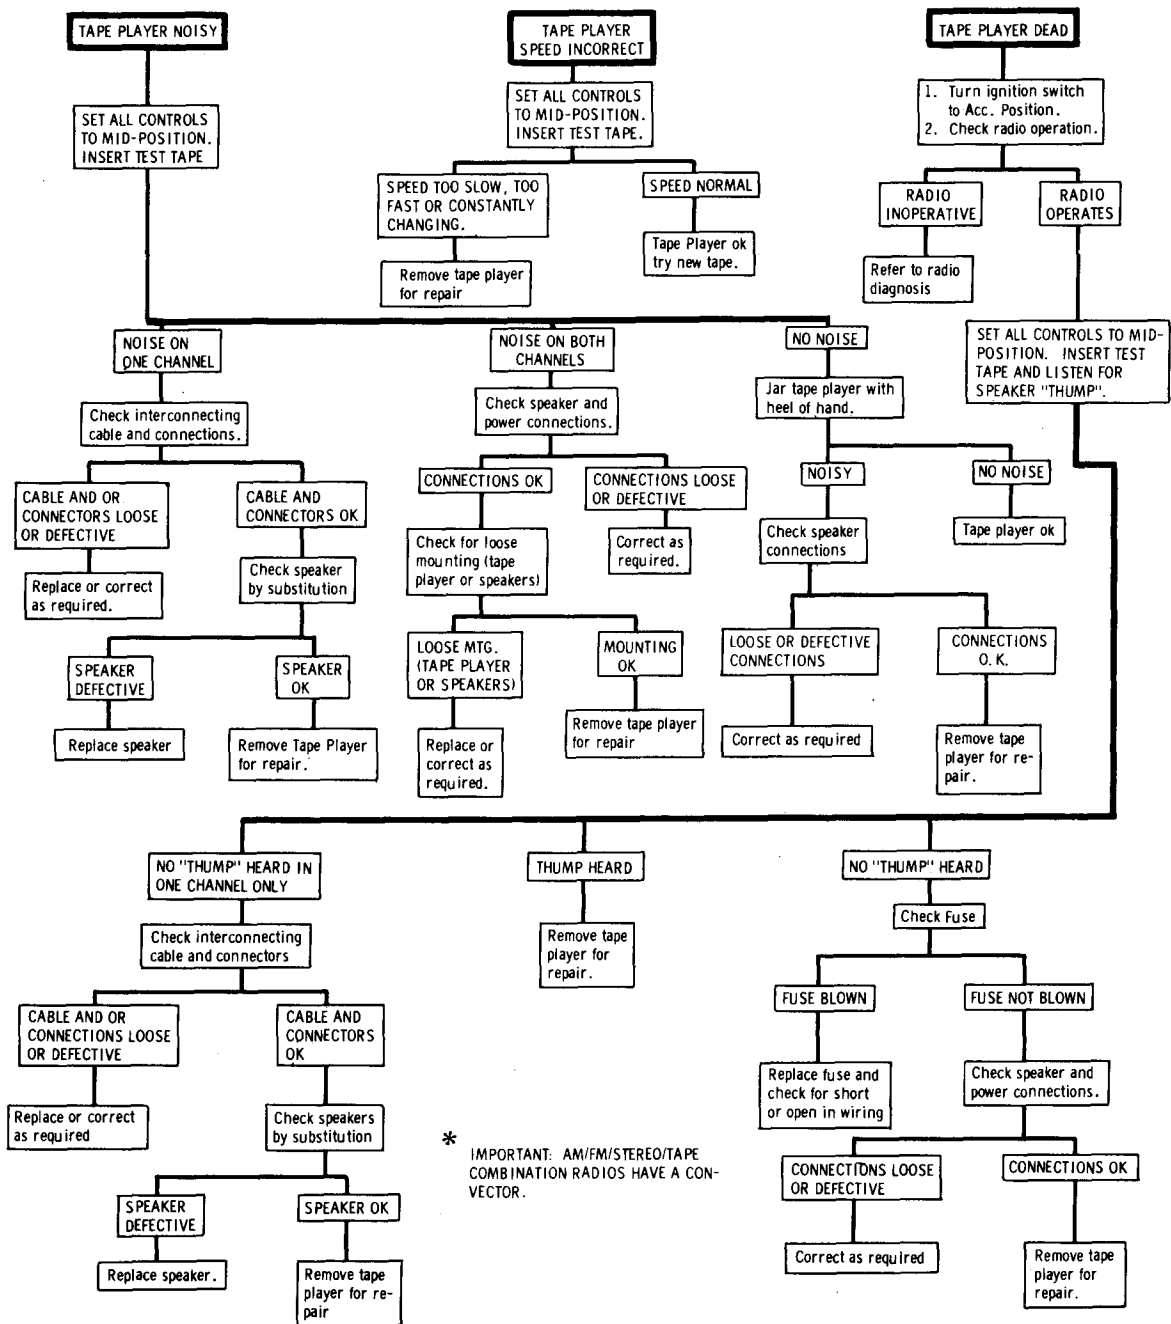 TAPE PLAYER NOISY
SET ALL CONTROLS
TO MID-POSITION.
INSERT TEST TAPE
TAPE PLAYER
SPEED INCORRECT
SET ALL CONTROLS
TO MID-POSITION.
INSERT TEST TAPE.
SPEED TOO SLOW, TOO
FAST OR CONSTANTLY
CHANGING.
Remove tape player
for repair
SPEED NORMAL
Tape Player ok
try new tape.
TAPE PLAYER DEAD
1. Turn ignition switch
to Acc. Position.
2. Check radio operation.
RADIO
INOPERATIVE
Refer to radio
diagnosis
RADIO
OPERATES
SET ALL CONTROLS TO MID-
POSITION. INSERT TEST
TAPE AND LISTEN FOR
SPEAKER "THUMP".
NOISE ON
ONE CHANNEL
Check interconnecting
cable and connections.
CABLE AND OR
CONNECTORS LOOSE
OR DEFECTIVE
Replace or correct
as required.
CABLE AND
CONNECTORS OK
Check speaker
by substitution
SPEAKER
DEFECTIVE
Replace speaker
SPEAKER
OK
Remove Tape Player
for repair.
NOISE ON BOTH
CHANNELS
Check speaker and
power connections.
CONNECTIONS OK
Check for loose
mounting (tape
player or speakers)
LOOSE MTG.
(TAPE PLAYER
OR SPEAKERS)
Replace or
correct as
required.
MOUNTING
OK
Remove tape player
for repair
CONNECTIONS LOOSE
OR DEFECTIVE
Correct as
required.
NO NOISE
Jar tape player with
heel of hand.
NOISY
Check speaker
connections
LOOSE OR DEFECTIVE
CONNECTIONS
Correct as required
CONNECTIONS
O.K.
Remove tape
player for re-
pair.
NO NOISE
Tape player ok
NO "THUMP" HEARD IN
ONE CHANNEL ONLY
Check interconnecting
cable and connectors
CABLE AND OR
CONNECTIONS LOOSE
OR DEFECTIVE
Replace or correct
as required
CABLE AND
CONNECTORS
OK
Check speakers
by substitution
SPEAKER
DEFECTIVE
Replace speaker.
SPEAKER OK
Remove tape
player for re-
pair
THUMP HEARD
Remove tape
player for
repair.
NO "THUMP" HEARD
Check Fuse
FUSE BLOWN
Replace fuse and
check for short
or open in wiring
FUSE NOT BLOWN
Check speaker and
power connections.
CONNECTIONS LOOSE
OR DEFECTIVE
Correct as required
CONNECTIONS OK
Remove tape
player for
repair.
* IMPORTANT: AM/FM/STEREO/TAPE
COMBINATION RADIOS HAVE A CON-
VECTOR.